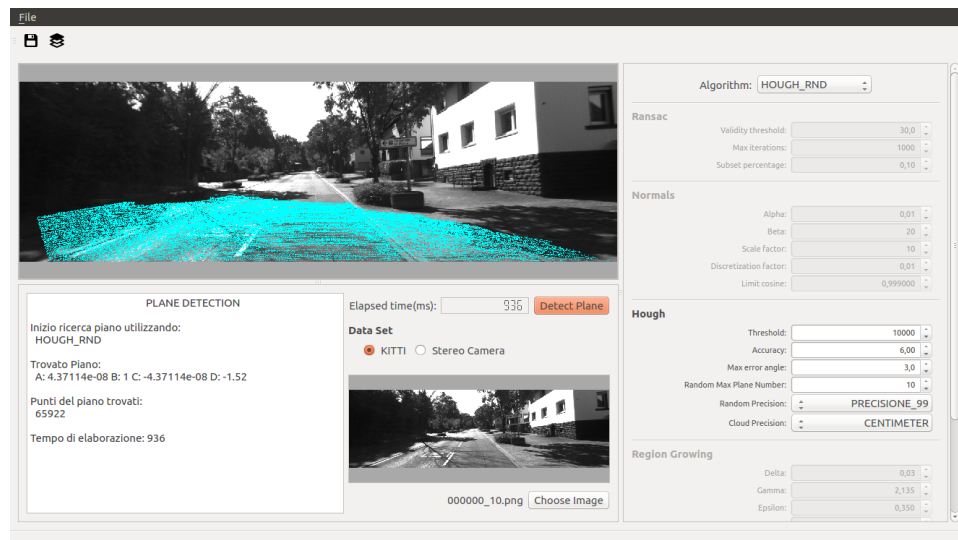 File
Algorithm: HOUGH_RND
Ransac
Validity threshold: 30,0
Max iterations: 1000
Subset percentage: 0,10
Normals
Alpha: 0,01
Beta: 20
Scale factor: 10
Discretization factor: 0,01
Limit cosine: 0,999000
Hough
Threshold: 10000
Accuracy: 6,00
Max error angle: 3,0
Random Max Plane Number: 10
Random Precision: PRECISIONE_99
Cloud Precision: CENTIMETER
Region Growing
Delta: 0,03
Gamma: 2,135
Epsilon: 0,350
PLANE DETECTION
Inizio ricerca piano utilizzando:
HOUGH_RND
Trovato Piano:
A: 4.37114e-08 B: 1 C: -4.37114e-08 D: -1.52
Punti del piano trovati:
65922
Tempo di elaborazione: 936
Elapsed time(ms): 936 Detect Plane
Data Set
KITTI Stereo Camera
000000_10.png Choose Image